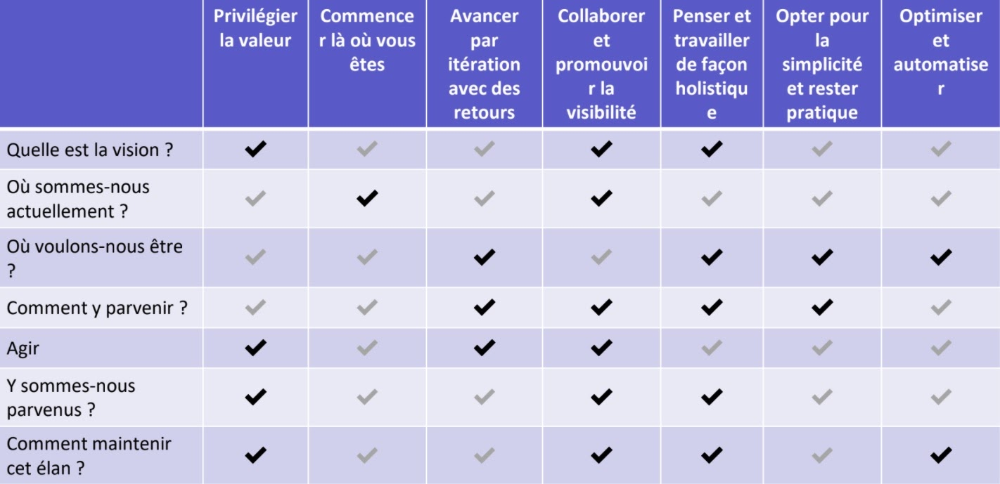 Privilégier
la valeur
Commence
r là où vous
êtes
Avancer
par
itération
avec des
retours
Collaborer
et
promouvoi
r la
visibilité
Penser et
travailler
de façon
holistiqu
e
Opter pour
la
simplicité
et rester
pratique
Optimiser
et
automatise
r
Quelle est la vision ?
Où sommes-nous
actuellement ?
Où voulons-nous être
?
Comment y parvenir ?
Agir
Y sommes-nous
parvenus ?
Comment maintenir
cet élan ?